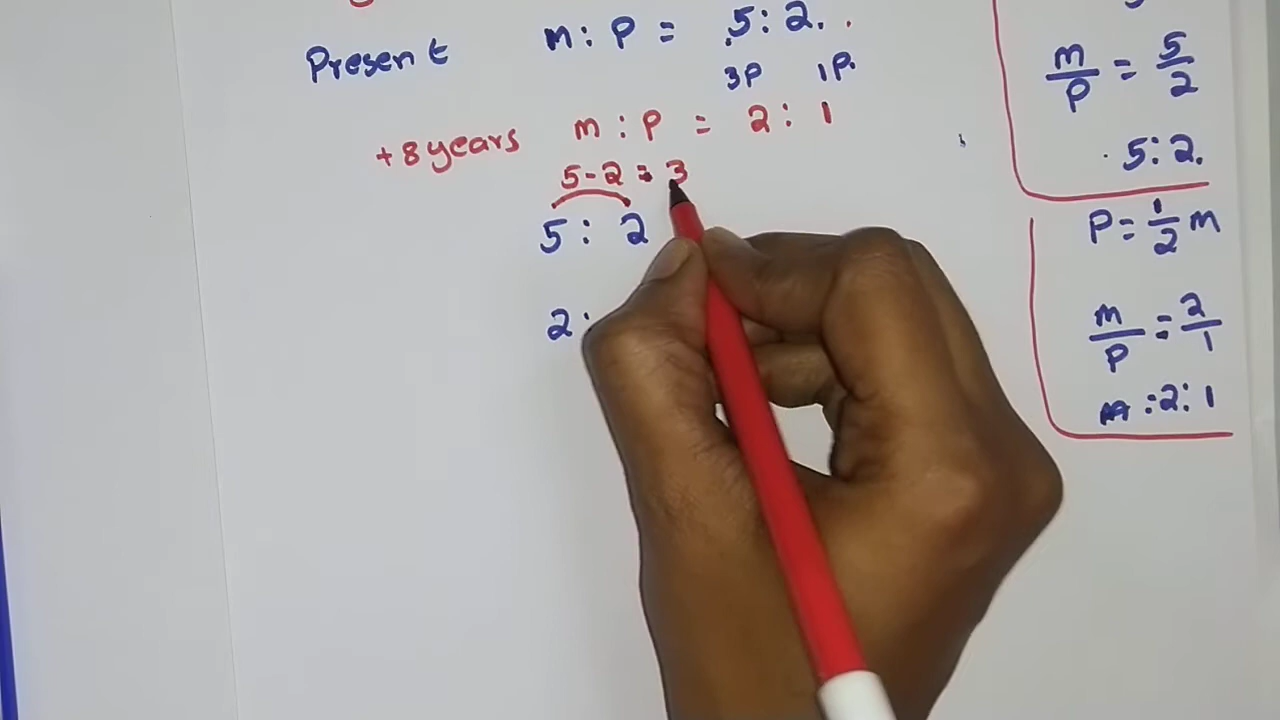 Present m : P = 5 : 2.
3P 1P.
+8 years m : P = 2 : 1
5 - 2 = 3
5 : 2
2 :
m/P = 5/2
5 : 2.
P = 1/2 m
m/P = 2/1
= 2 : 1